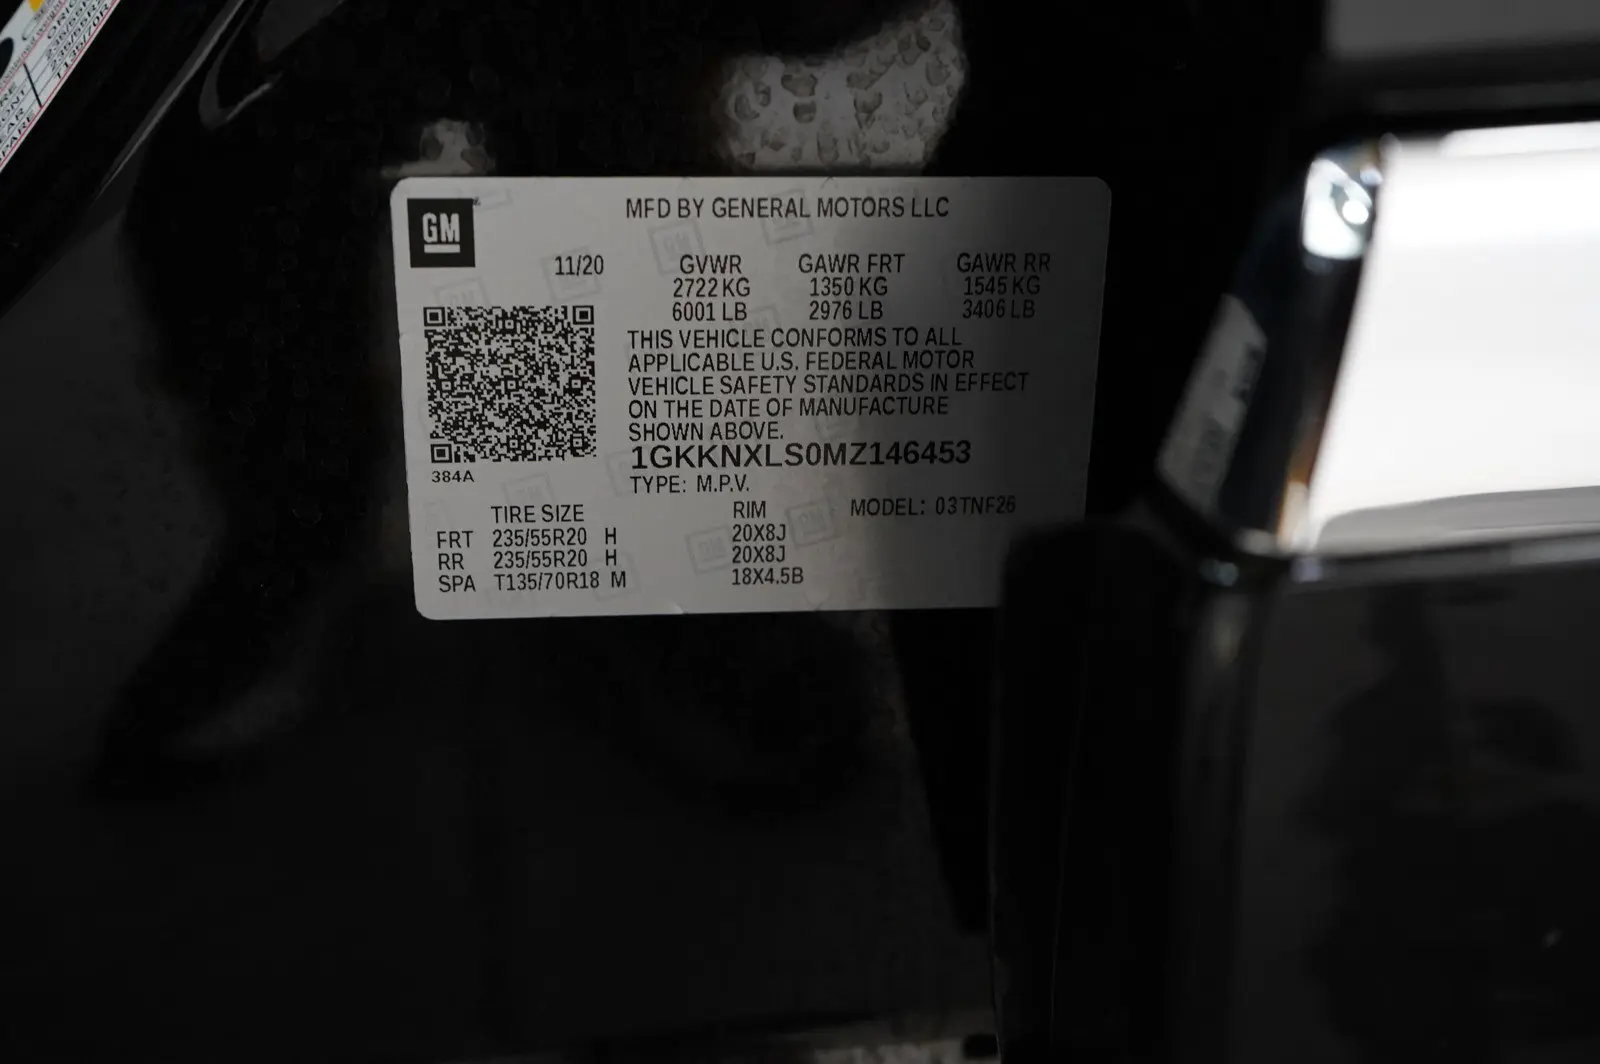 GM
MFD BY GENERAL MOTORS LLC
11/20 GVWR GAWR FRT GAWR RR
2722 KG 1350 KG 1545 KG
6001 LB 2976 LB 3406 LB
THIS VEHICLE CONFORMS TO ALL
APPLICABLE U.S. FEDERAL MOTOR
VEHICLE SAFETY STANDARDS IN EFFECT
ON THE DATE OF MANUFACTURE
SHOWN ABOVE.
1GKKNXLS0MZ146453
384A
TYPE: M.P.V.
TIRE SIZE RIM MODEL: 03TNF26
FRT 235/55R20 H 20X8J
RR 235/55R20 H 20X8J
SPA T135/70R18 M 18X4.5B